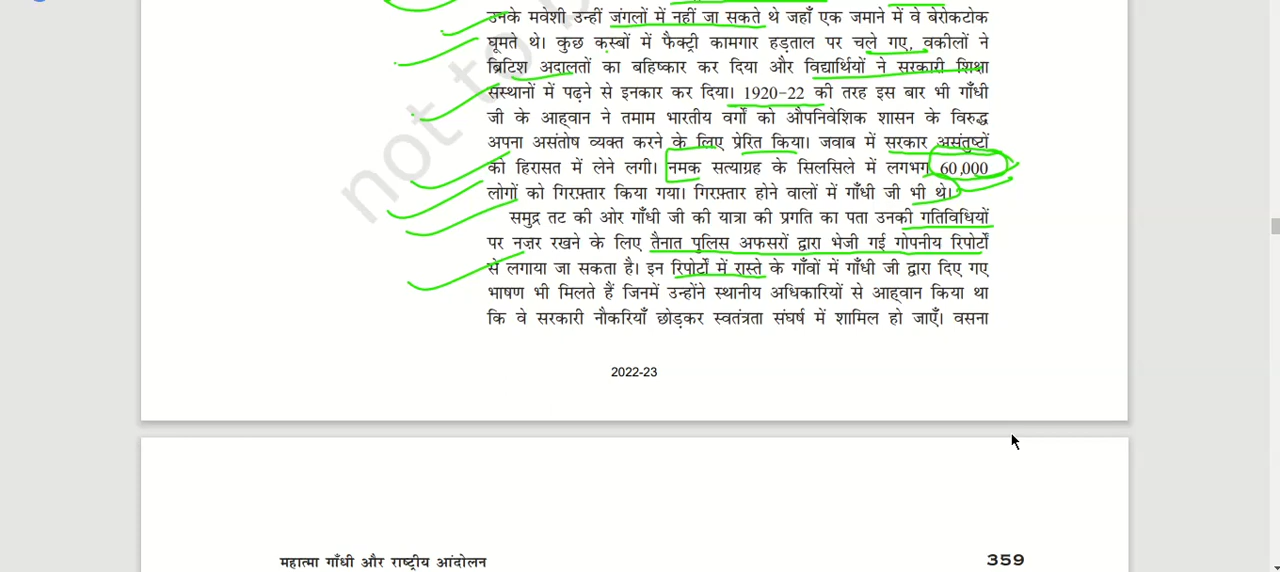 उनके मवेशी उन्हीं जंगलों में नहीं जा सकते थे जहाँ एक जमाने में वे बेरोकटोक
घूमते थे। कुछ कस्बों में फैक्ट्री कामगार हड़ताल पर चले गए, वकीलों ने
ब्रिटिश अदालतों का बहिष्कार कर दिया और विद्यार्थियों ने सरकारी शिक्षा
संस्थानों में पढ़ने से इनकार कर दिया। 1920-22 की तरह इस बार भी गाँधी
जी के आह्वान ने तमाम भारतीय वर्गों को औपनिवेशिक शासन के विरुद्ध
अपना असंतोष व्यक्त करने के लिए प्रेरित किया। जवाब में सरकार असंतुष्टों
को हिरासत में लेने लगी। नमक सत्याग्रह के सिलसिले में लगभग 60,000
लोगों को गिरफ़्तार किया गया। गिरफ़्तार होने वालों में गाँधी जी भी थे।
समुद्र तट की ओर गाँधी जी की यात्रा की प्रगति का पता उनकी गतिविधियों
पर नज़र रखने के लिए तैनात पुलिस अफसरों द्वारा भेजी गई गोपनीय रिपोर्टों
से लगाया जा सकता है। इन रिपोर्टों में रास्ते के गाँवों में गाँधी जी द्वारा दिए गए
भाषण भी मिलते हैं जिनमें उन्होंने स्थानीय अधिकारियों से आह्वान किया था
कि वे सरकारी नौकरियाँ छोड़कर स्वतंत्रता संघर्ष में शामिल हो जाएँ। वसना
not to b
2022-23
महात्मा गाँधी और राष्ट्रीय आंदोलन 359